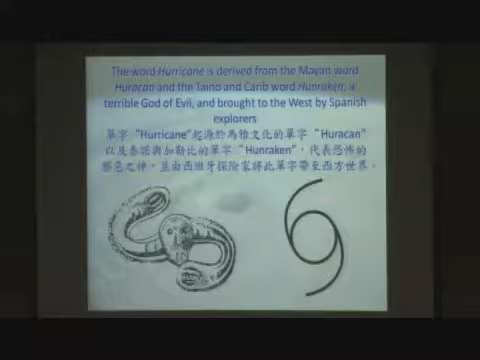 The word Hurricane is derived from the Mayan word
Huracan and the Taino and Carib word Hunraken, a
terrible God of Evil, and brought to the West by Spanish
explorers
單字“Hurricane”起源於馬雅文化的單字“Huracan”
以及泰諾與加勒比的單字“Hunraken”，代表恐怖的
邪惡之神，並由西班牙探險家將此單字帶至西方世界。